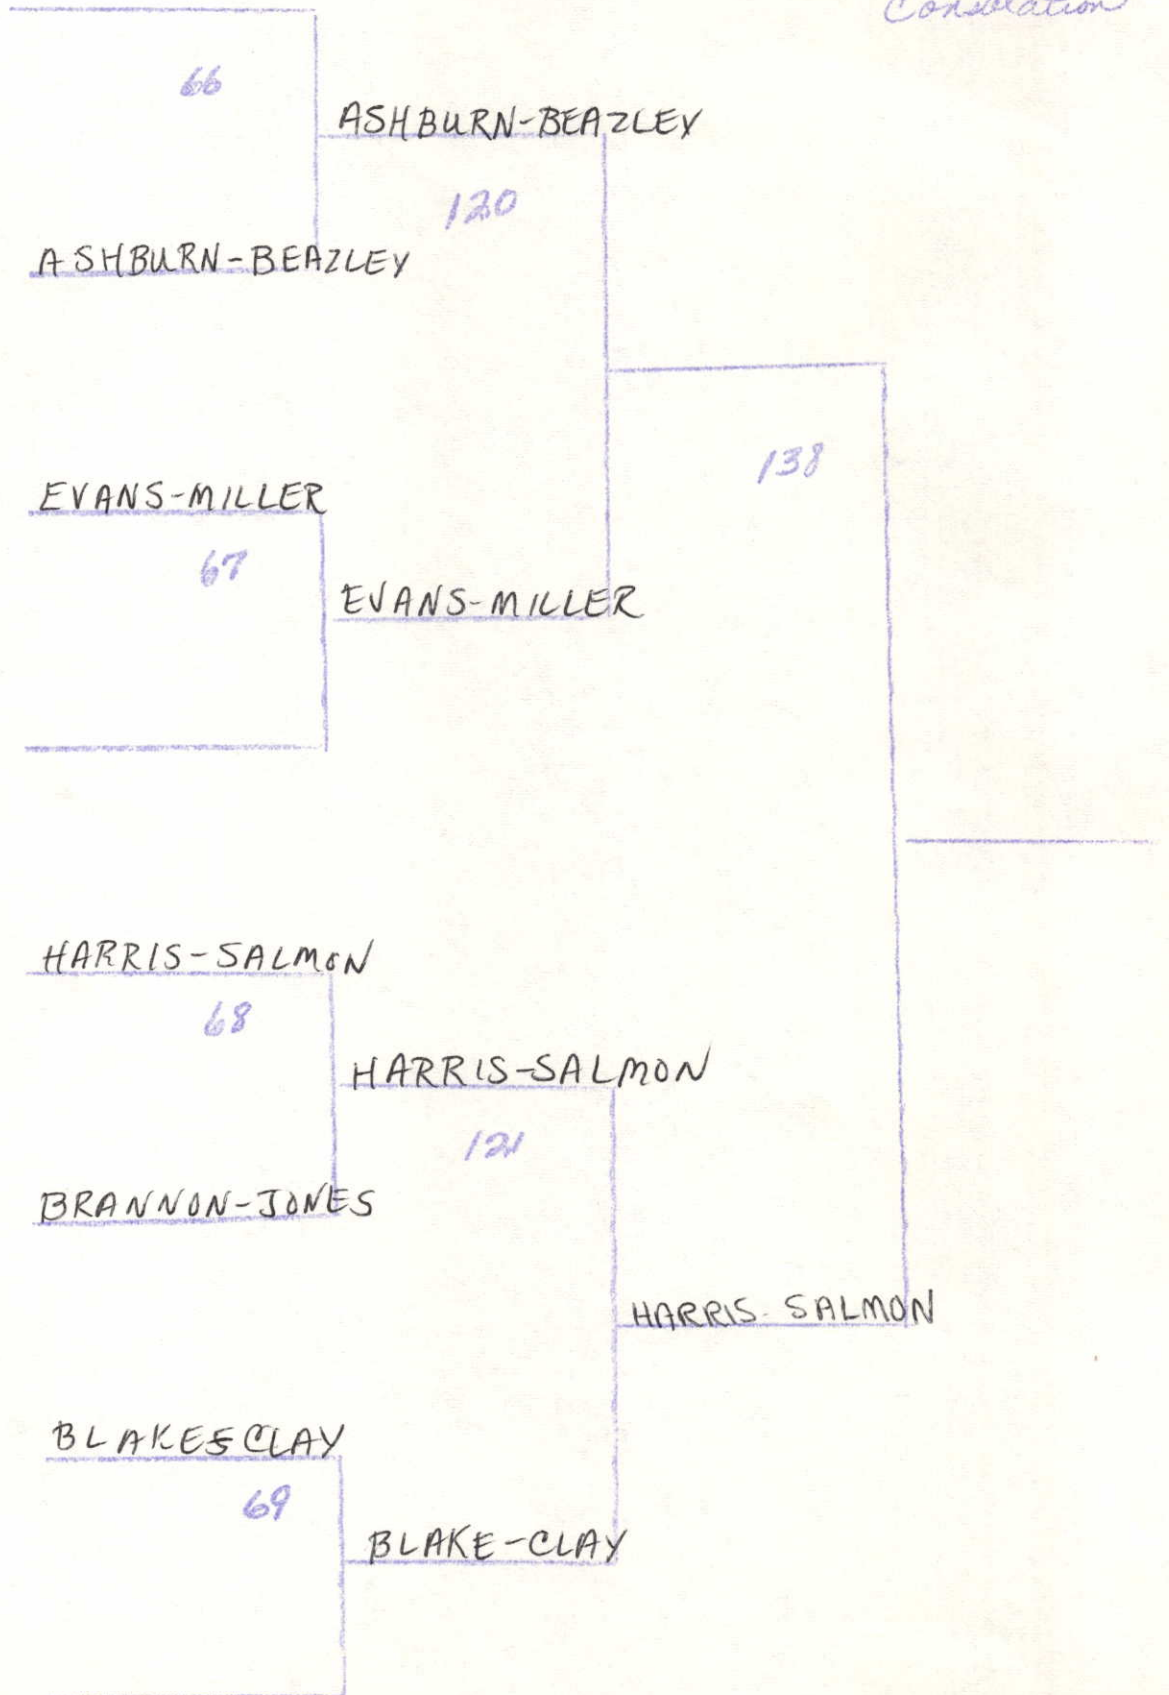 Consolation
66
ASHBURN-BEAZLEY
120
ASHBURN-BEAZLEY
138
EVANS-MILLER
67
EVANS-MILLER
HARRIS-SALMON
68
HARRIS-SALMON
121
BRANNON-JONES
HARRIS-SALMON
BLAKE-CLAY
69
BLAKE-CLAY